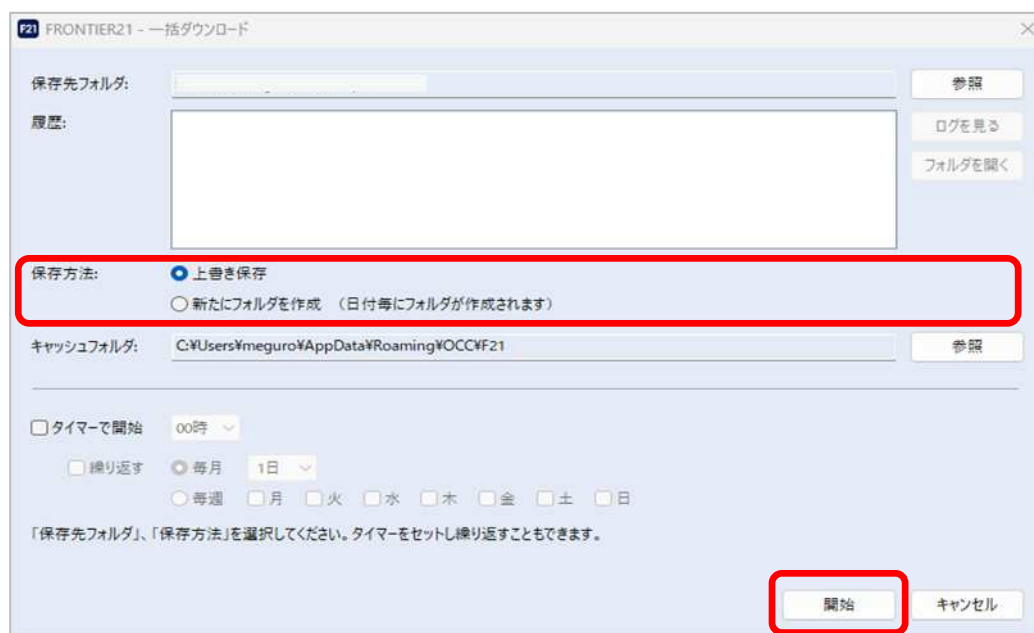 F21 FRONTIER21 - 一括ダウンロード
保存先フォルダ: 参照
履歴: ログを見る
フォルダを開く
保存方法: 上書き保存
新たにフォルダを作成 （日付毎にフォルダが作成されます）
キャッシュフォルダ: C:¥Users¥meguro¥AppData¥Roaming¥OCC¥F21 参照
タイマーで開始 00時
繰り返す 毎月 1日
毎週 月 火 水 木 金 土 日
「保存先フォルダ」、「保存方法」を選択してください。タイマーをセットし繰り返すこともできます。
開始 キャンセル